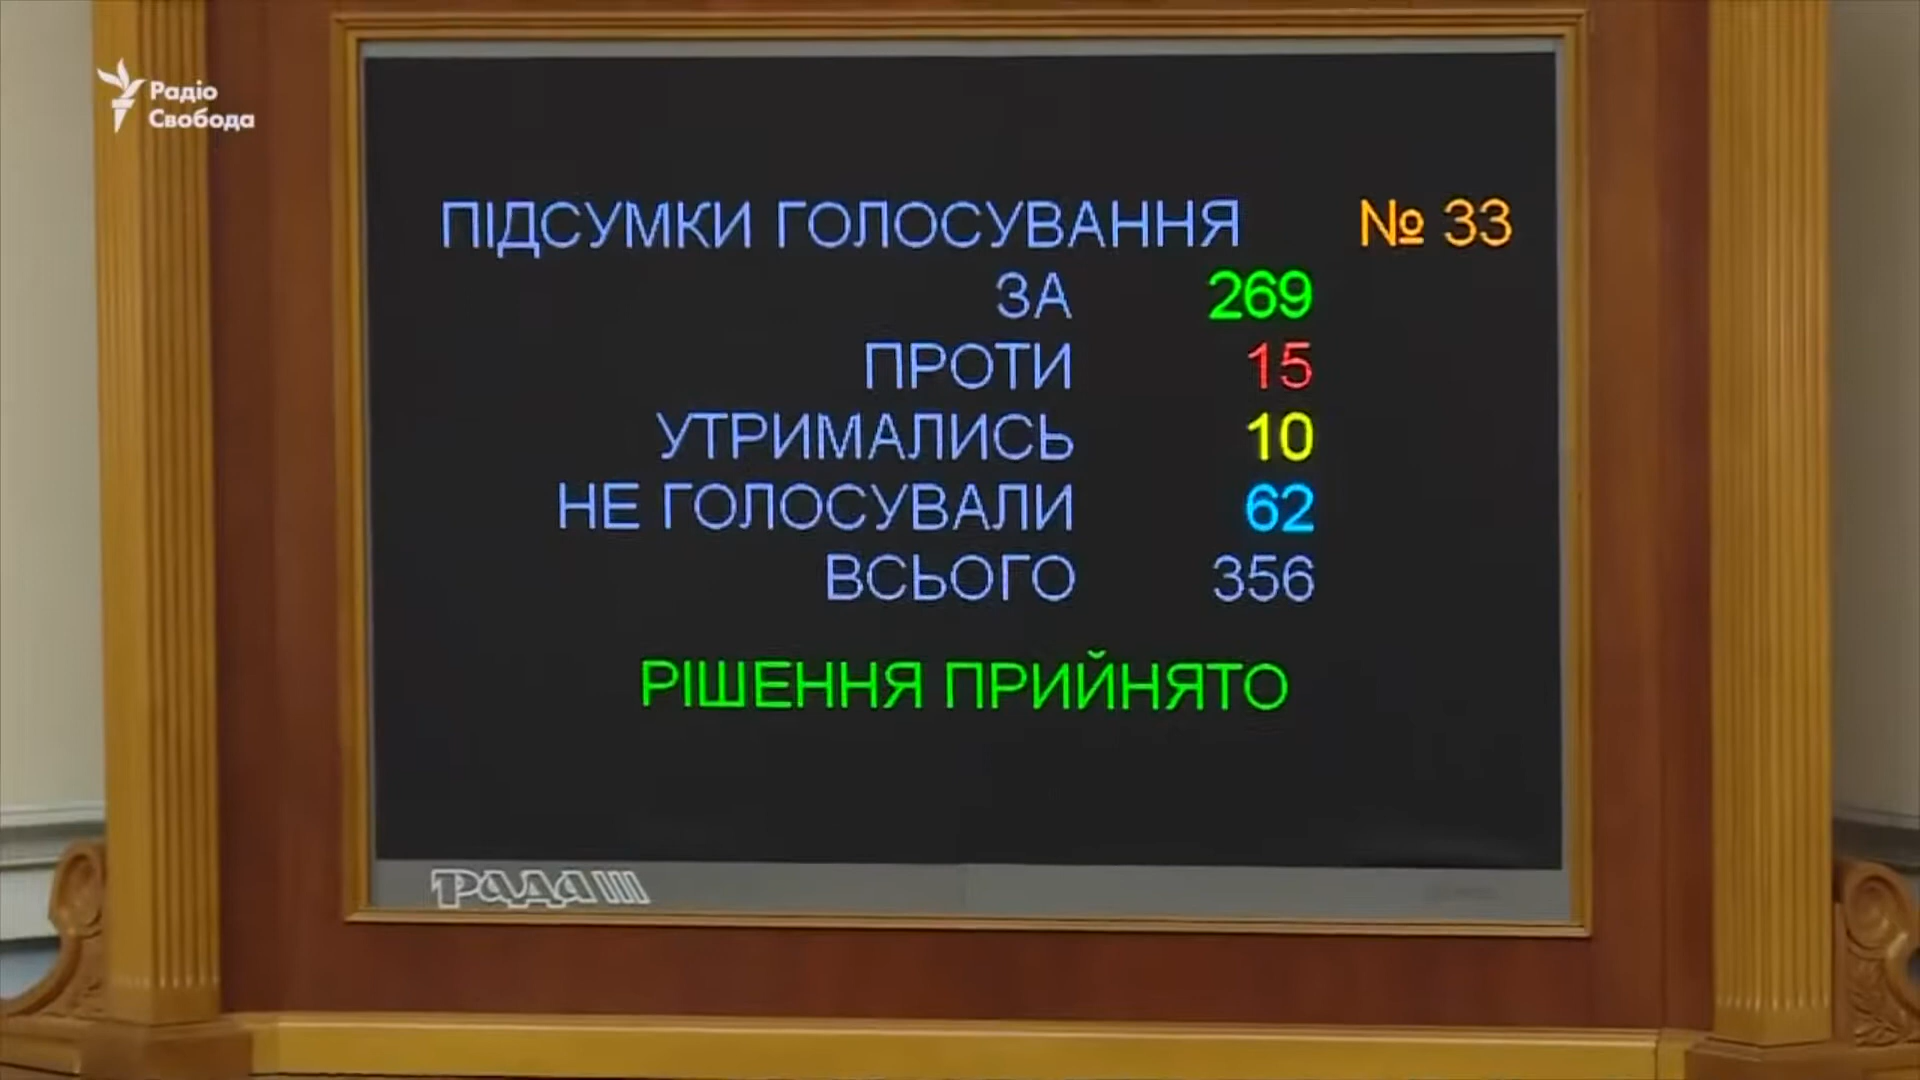 Радіо
Свобода
ПІДСУМКИ ГОЛОСУВАННЯ № 33
ЗА 269
ПРОТИ 15
УТРИМАЛИСЬ 10
НЕ ГОЛОСУВАЛИ 62
ВСЬОГО 356
РІШЕННЯ ПРИЙНЯТО
РАДА III